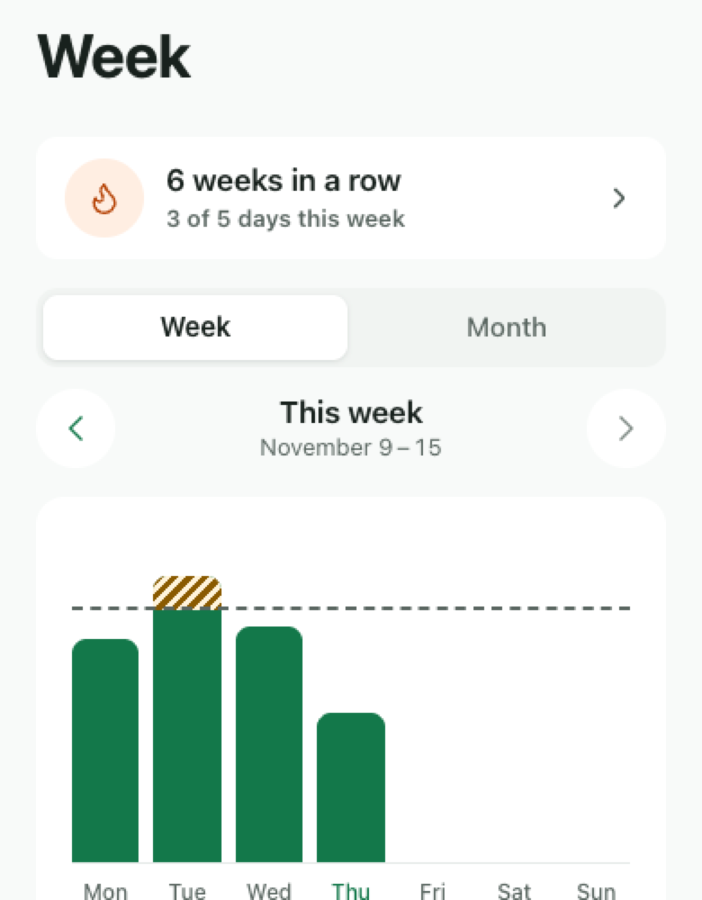 Week
6 weeks in a row
3 of 5 days this week
Week Month
This week
November 9 – 15
Mon Tue Wed Thu Fri Sat Sun